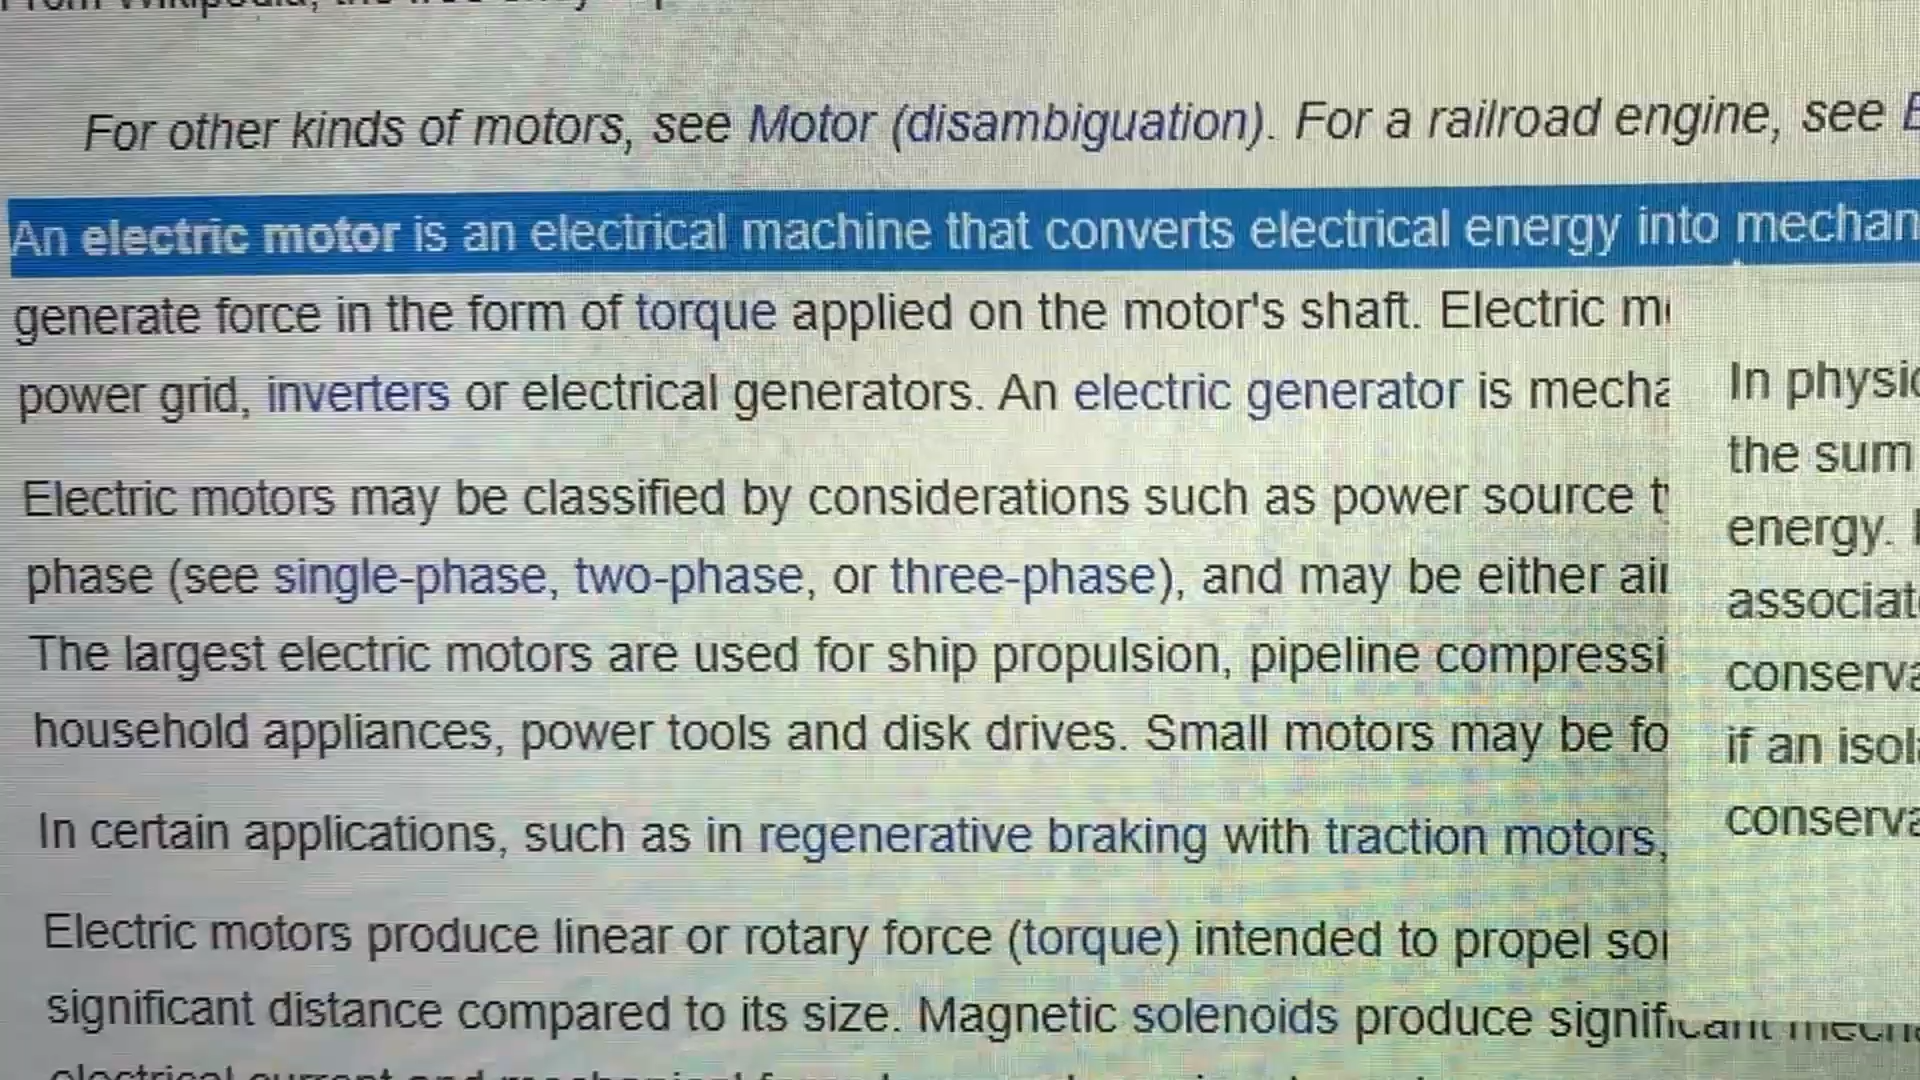 For other kinds of motors, see Motor (disambiguation). For a railroad engine, see
An electric motor is an electrical machine that converts electrical energy into mechan
generate force in the form of torque applied on the motor's shaft. Electric m
power grid, inverters or electrical generators. An electric generator is mecha
Electric motors may be classified by considerations such as power source t
phase (see single-phase, two-phase, or three-phase), and may be either air
The largest electric motors are used for ship propulsion, pipeline compressi
household appliances, power tools and disk drives. Small motors may be fo
In certain applications, such as in regenerative braking with traction motors,
Electric motors produce linear or rotary force (torque) intended to propel so
significant distance compared to its size. Magnetic solenoids produce significant mecha
In physic
the sum
energy.
associat
conserva
if an isol
conserva